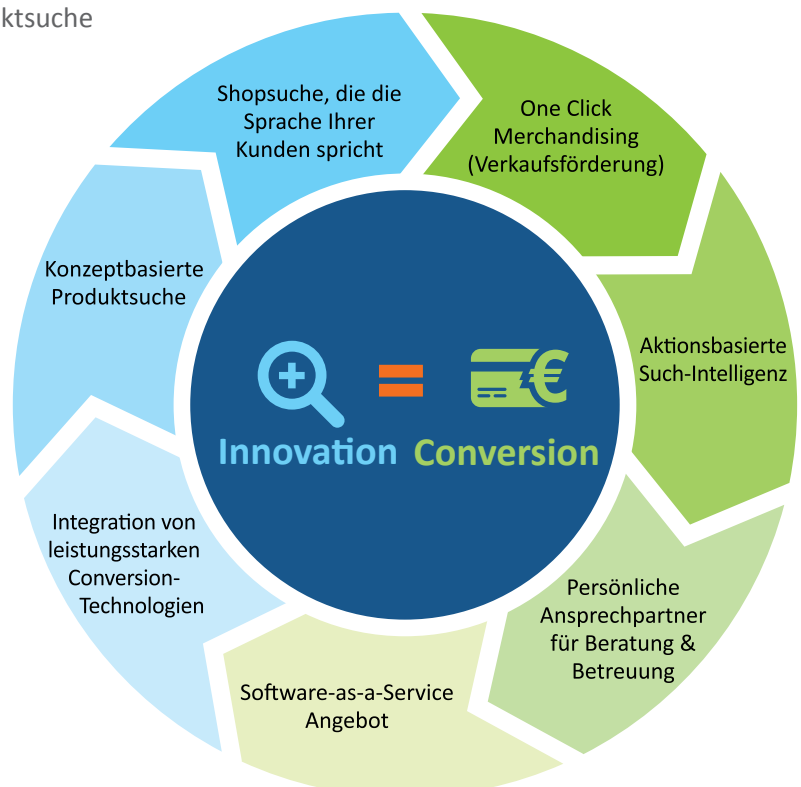 ktsuche
Shopsuche, die die
Sprache Ihrer
Kunden spricht
One Click
Merchandising
(Verkaufsförderung)
Aktionsbasierte
Such-Intelligenz
Persönliche
Ansprechpartner
für Beratung &
Betreuung
Software-as-a-Service
Angebot
Integration von
leistungsstarken
Conversion-
Technologien
Konzeptbasierte
Produktsuche
Innovation = Conversion
€